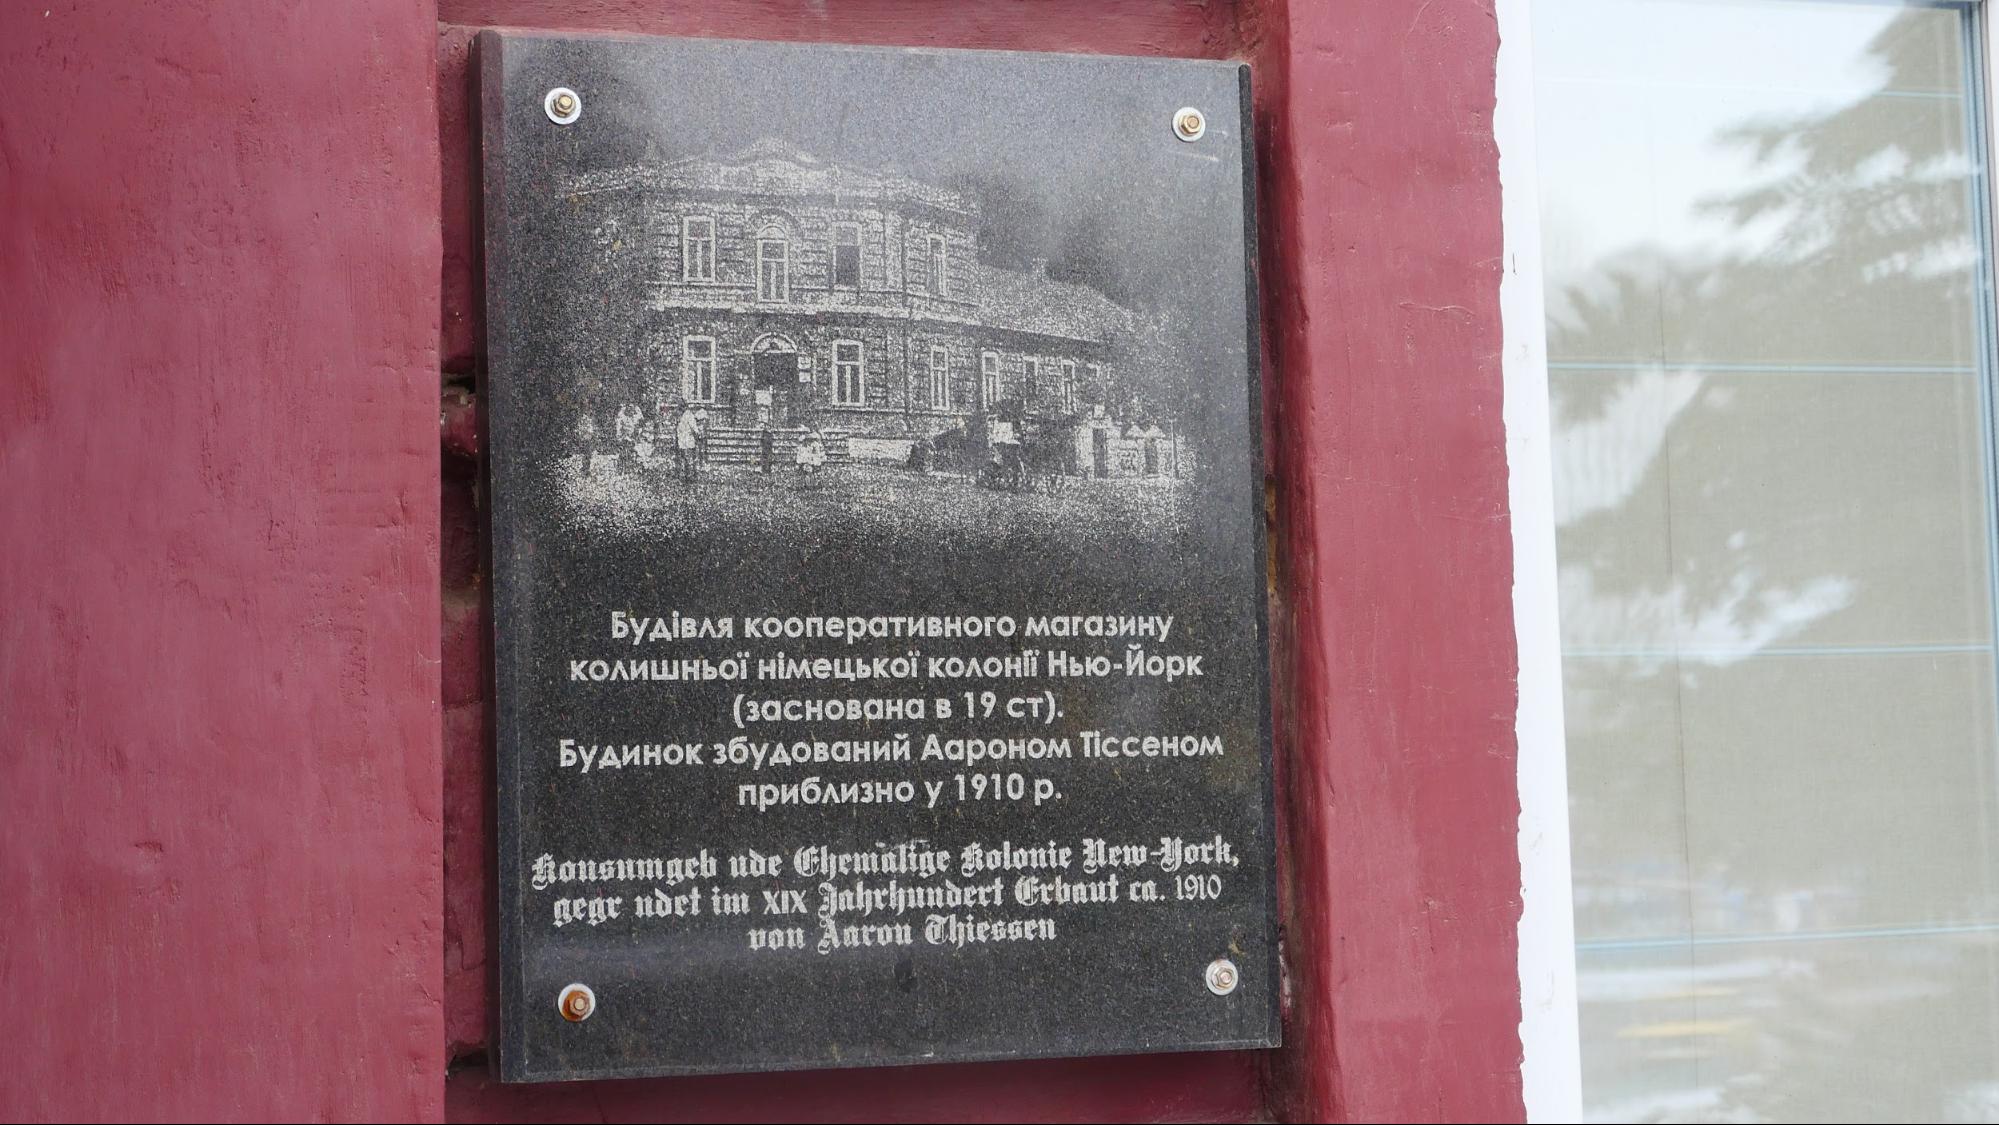 Будівля кооперативного магазину
колишньої німецької колонії Нью-Йорк
(заснована в 19 ст).
Будинок збудований Аароном Тіссеном
приблизно у 1910 р.
Konsumgeb ude Ehemalige Kolonie New-York,
gegr ndet im XIX Jahrhundert Erbaut ca. 1910
von Aaron Thiessen